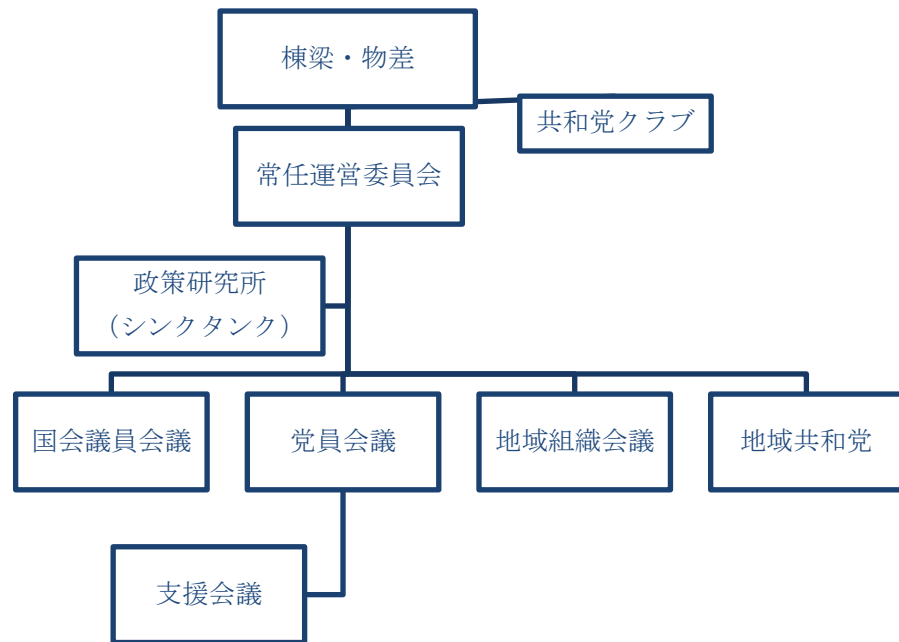 棟梁・物差
共和党クラブ
常任運営委員会
政策研究所
（シンクタンク）
国会議員会議
党員会議
地域組織会議
地域共和党
支援会議